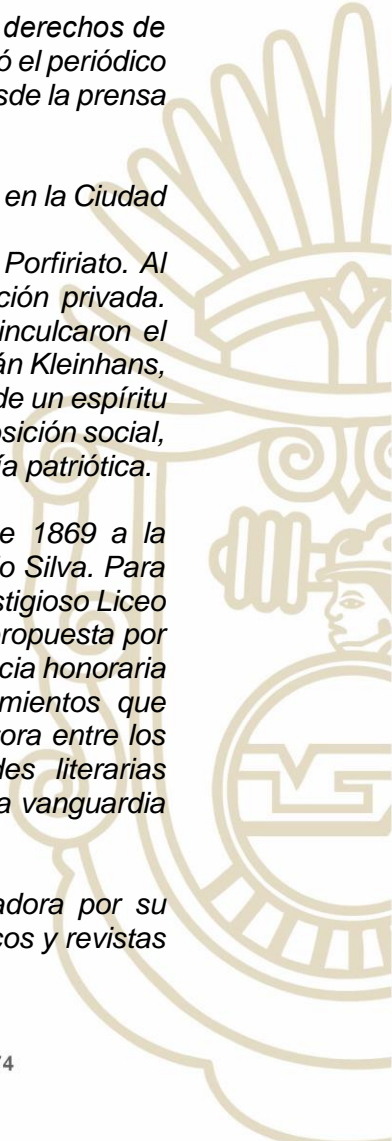 derechos de
ó el periódico
sde la prensa
en la Ciudad
Porfiriato. Al
ción privada.
inculcaron el
án Kleinhans,
de un espíritu
osición social,
ía patriótica.
e 1869 a la
o Silva. Para
stigioso Liceo
propuesta por
cia honoraria
mientos que
ora entre los
des literarias
a vanguardia
adora por su
cos y revistas
74